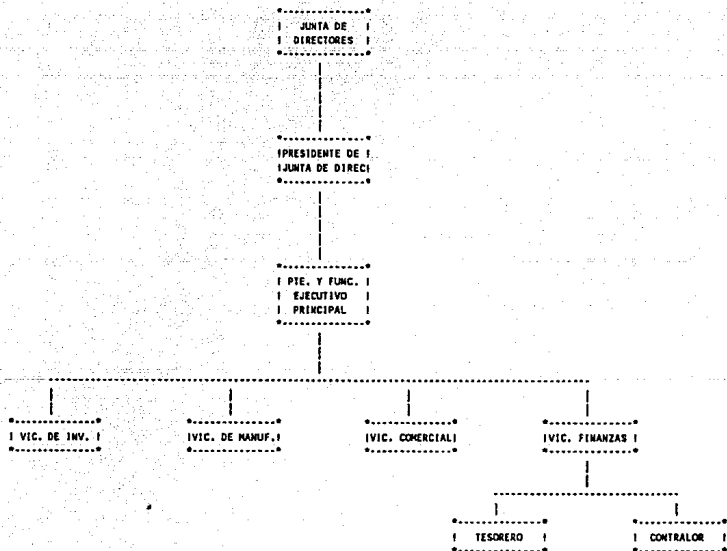 JUNTA DE
DIRECTORES
PRESIDENTE DE
JUNTA DE DIREC
PTE. Y FUNC.
EJECUTIVO
PRINCIPAL
VIC. DE INV.
VIC. DE MANUF.
VIC. COMERCIAL
VIC. FINANZAS
TESORERO
CONTRALOR